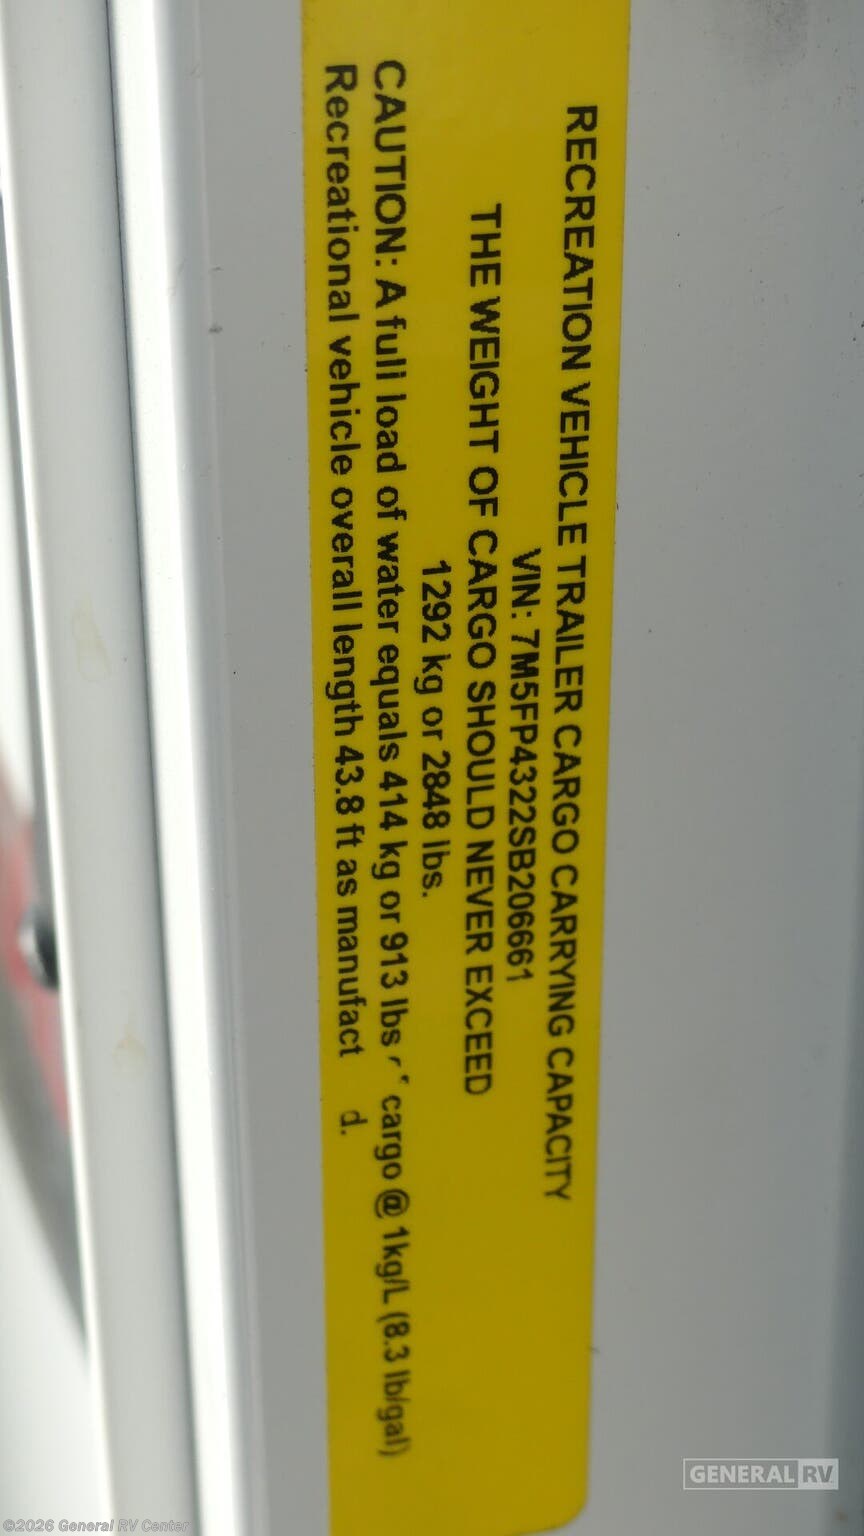 RECREATION VEHICLE TRAILER CARGO CARRYING CAPACITY
VIN: 7M5FP4322SB206661
THE WEIGHT OF CARGO SHOULD NEVER EXCEED
1292 kg or 2848 lbs.
CAUTION: A full load of water equals 414 kg or 913 lbs cargo @ 1kg/L (8.3 lb/gal)
Recreational vehicle overall length 43.8 ft as manufact d.
GENERAL RV
©2026 General RV Center